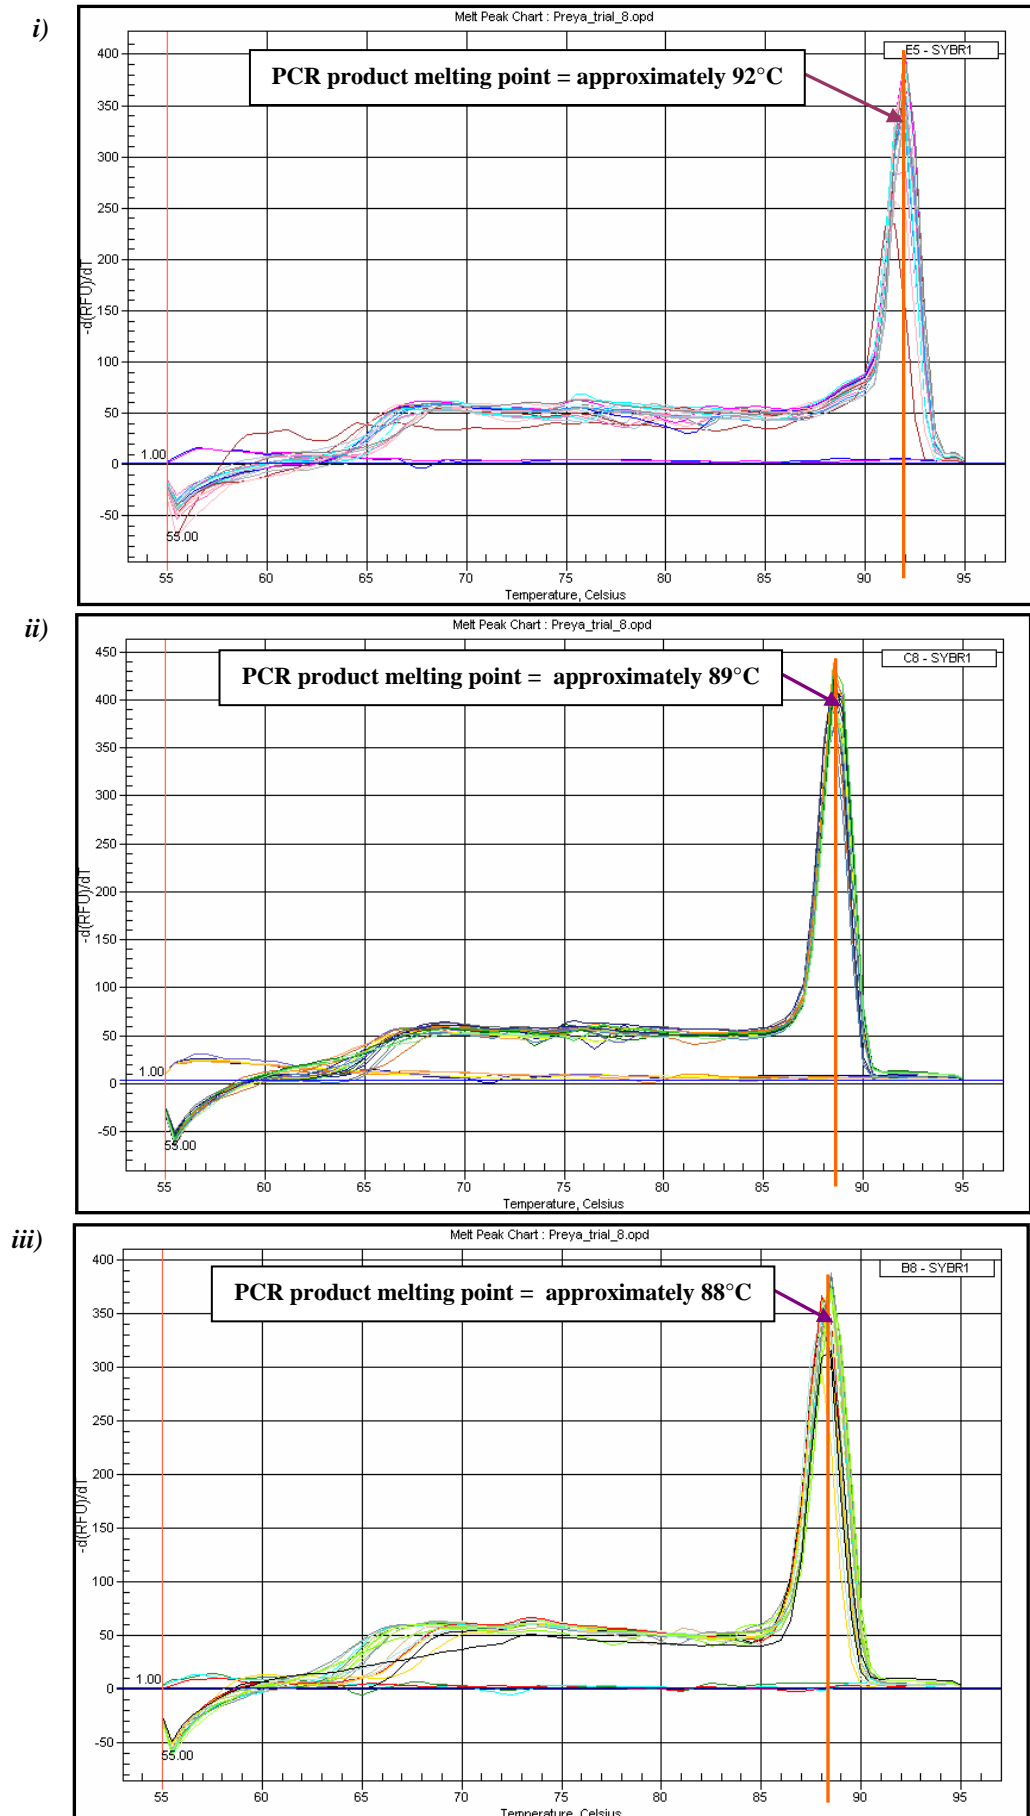 i)
Melt Peak Chart : Preya_trial_8.opd
E5 - SYBR1
PCR product melting point = approximately 92°C
400
350
300
250
200
150
100
50
0
-50
-d(RFU)/dT
1.00
55.00
55 60 65 70 75 80 85 90 95
Temperature, Celsius
ii)
Melt Peak Chart : Preya_trial_8.opd
C8 - SYBR1
PCR product melting point = approximately 89°C
450
400
350
300
250
200
150
100
50
0
-50
-d(RFU)/dT
1.00
55.00
55 60 65 70 75 80 85 90 95
Temperature, Celsius
iii)
Melt Peak Chart : Preya_trial_8.opd
B8 - SYBR1
PCR product melting point = approximately 88°C
400
350
300
250
200
150
100
50
0
-50
-d(RFU)/dT
1.00
55.00
55 60 65 70 75 80 85 90 95
Temperature, Celsius